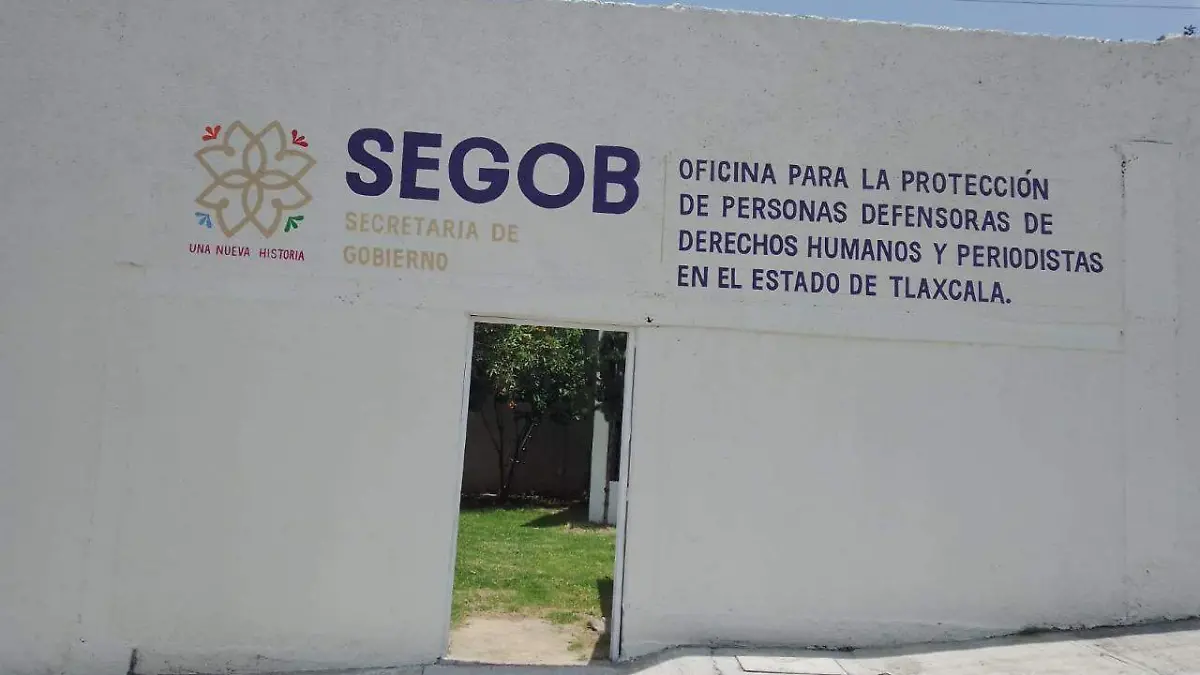 UNA NUEVA HISTORIA
SEGOB
SECRETARIA DE
GOBIERNO
OFICINA PARA LA PROTECCIÓN
DE PERSONAS DEFENSORAS DE
DERECHOS HUMANOS Y PERIODISTAS
EN EL ESTADO DE TLAXCALA.